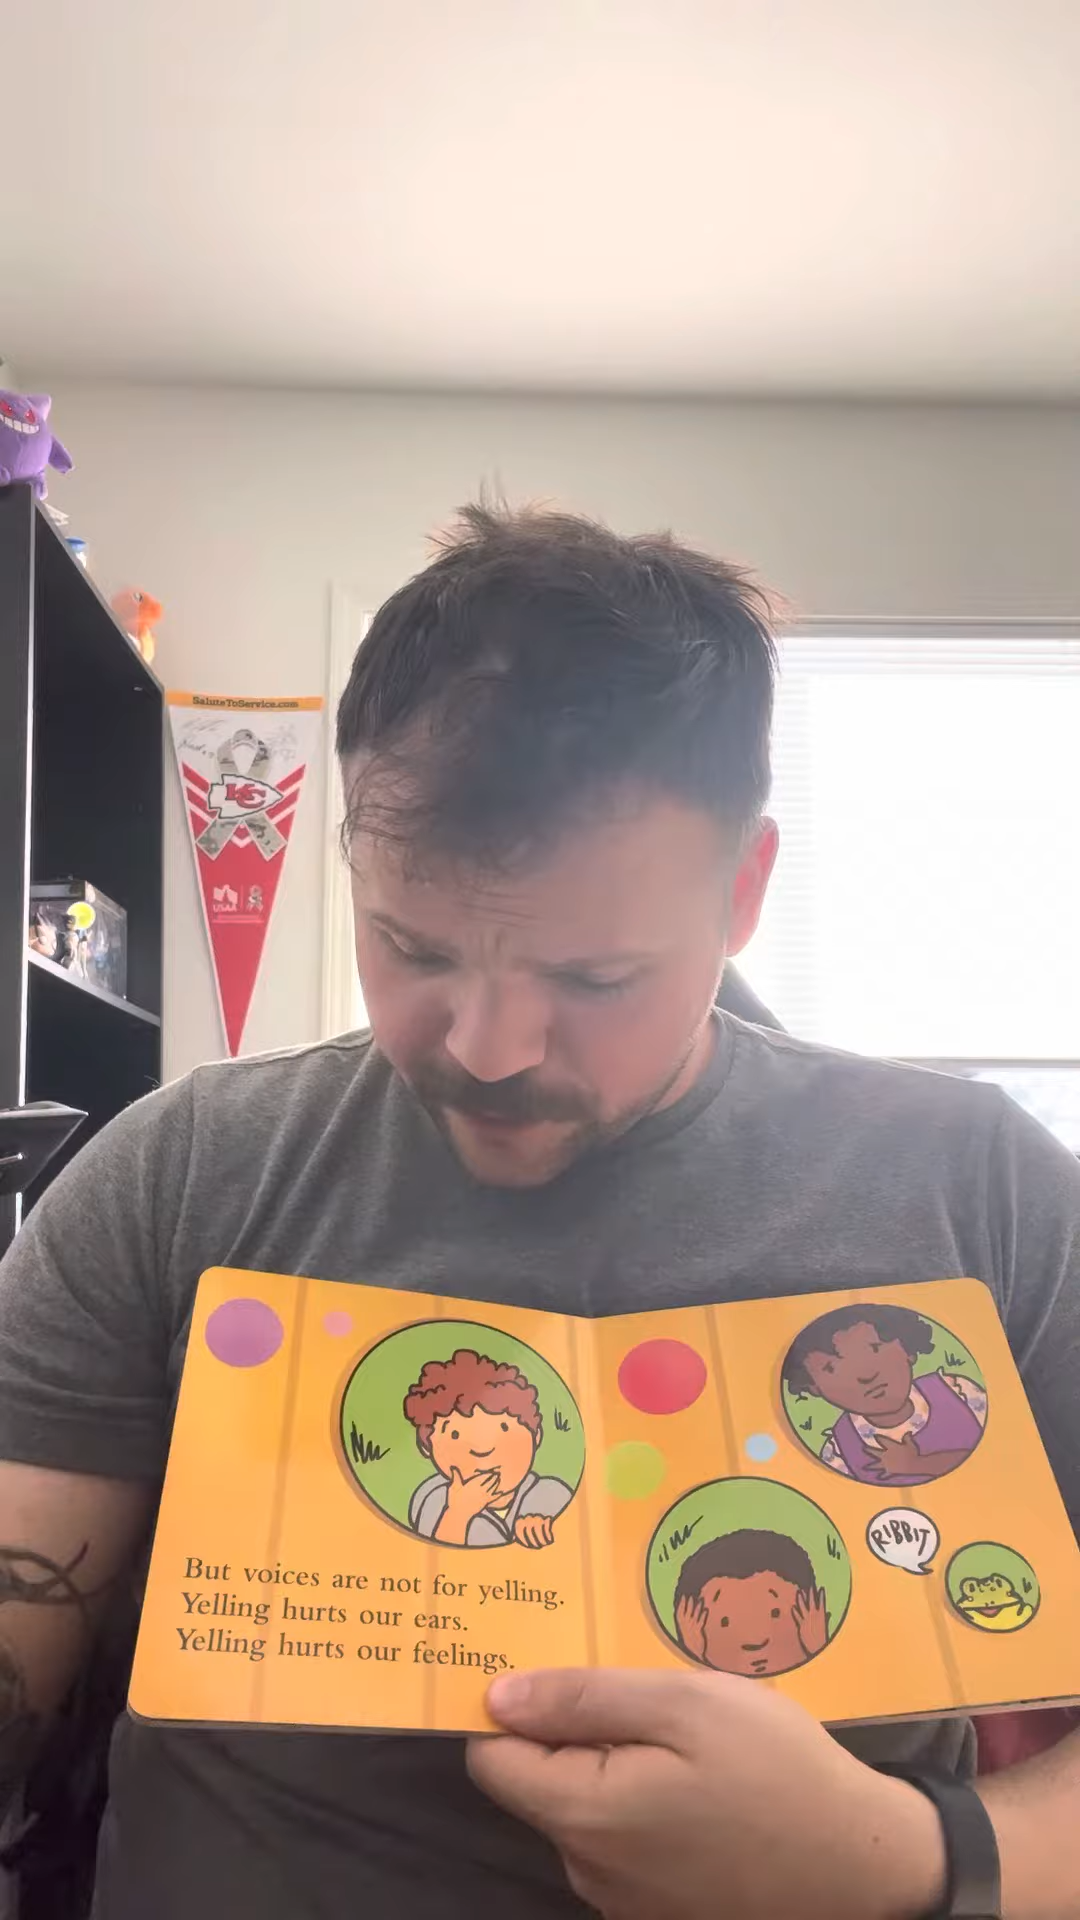 SaluteToService.com
KC
USAA
But voices are not for yelling.
Yelling hurts our ears.
Yelling hurts our feelings.
RIBBIT